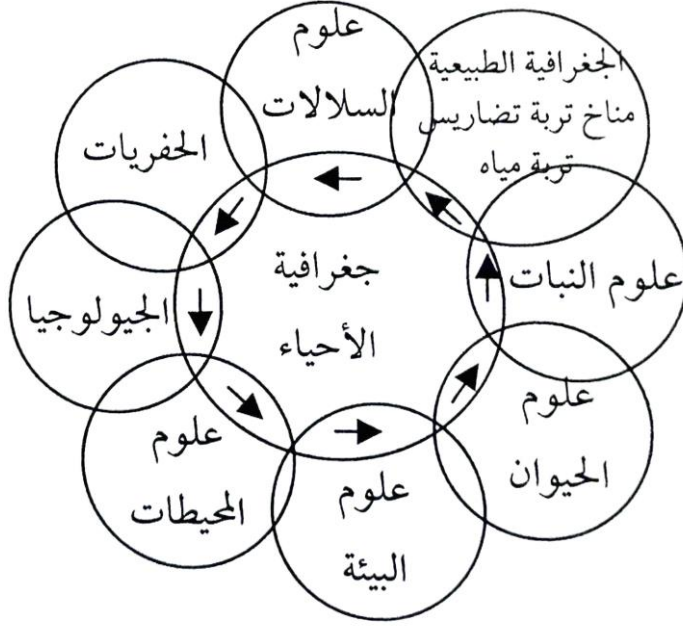 علوم
السلالات
الجغرافية الطبيعية
مناخ تربة تضاريس
تربة مياه
الحفريات
علوم النبات
جغرافية
الأحياء
الجيولوجيا
علوم
الحيوان
علوم
المحيطات
علوم
البيئة